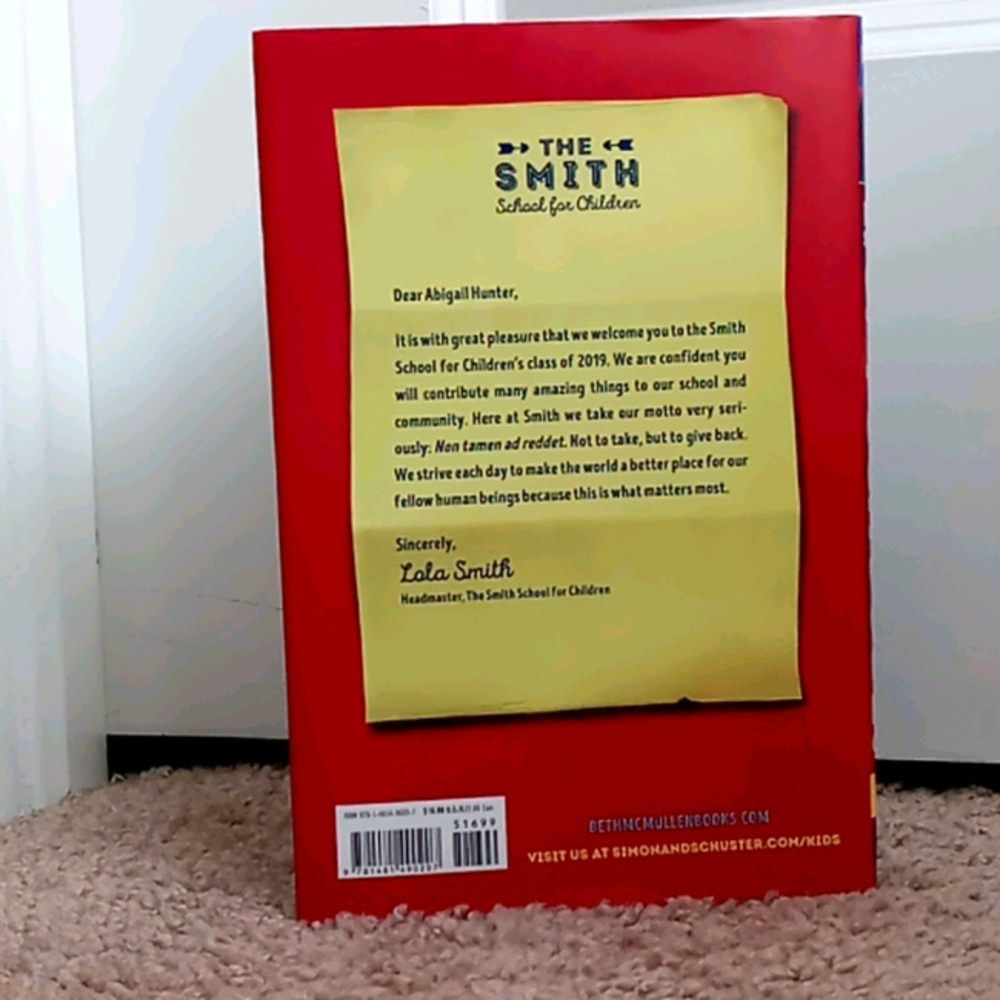 THE
SMITH
School for Children
Dear Abigail Hunter,
It is with great pleasure that we welcome you to the Smith
School for Children's class of 2019. We are confident you
will contribute many amazing things to our school and
community. Here at Smith we take our motto very seri-
ously: Non tamen ad reddet. Not to take, but to give back.
We strive each day to make the world a better place for our
fellow human beings because this is what matters most.
Sincerely,
Lola Smith
Headmaster, The Smith School for Children
51699
BETHMCMULLENBOOKS.COM
VISIT US AT SIMONANDSCHUSTER.COM/KIDS